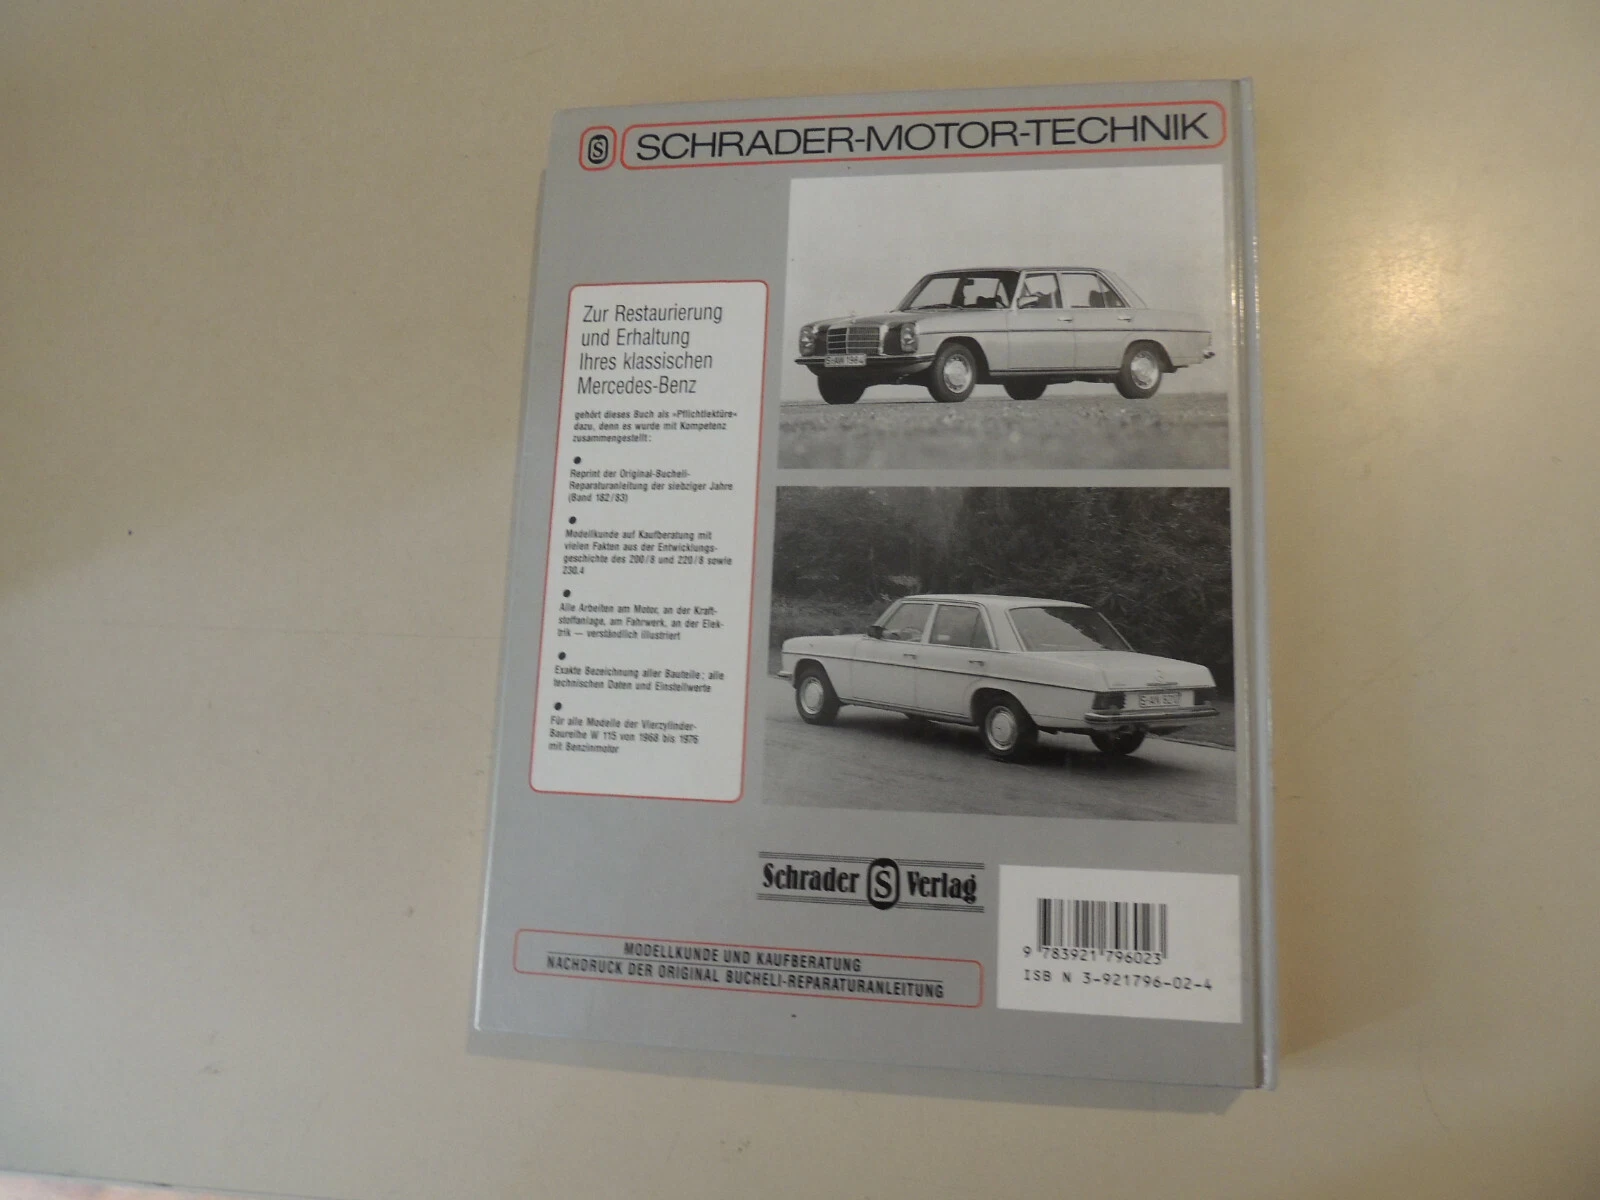 S SCHRADER-MOTOR-TECHNIK
Zur Restaurierung
und Erhaltung
Ihres klassischen
Mercedes-Benz
gehört dieses Buch als »Pflichtlektüre«
dazu, denn es wurde mit Kompetenz
zusammengestellt:
●
Reprint der Original-Bucheli-
Reparaturanleitung der siebziger Jahre
(Band 182/83)
●
Modellkunde auf Kaufberatung mit
vielen Fakten aus der Entwicklungs-
geschichte des 200/8 und 220/8 sowie
230.4
●
Alle Arbeiten am Motor, an der Kraft-
stoffanlage, am Fahrwerk, an der Elek-
trik — verständlich illustriert
●
Exakte Bezeichnung aller Bauteile; alle
technischen Daten und Einstellwerte
●
Für alle Modelle der Vierzylinder-
Baureihe W 115 von 1968 bis 1976
mit Benzinmotor
Schrader S Verlag
MODELLKUNDE UND KAUFBERATUNG
NACHDRUCK DER ORIGINAL BUCHELI-REPARATURANLEITUNG
9 783921 796023
ISB N 3-921796-02-4